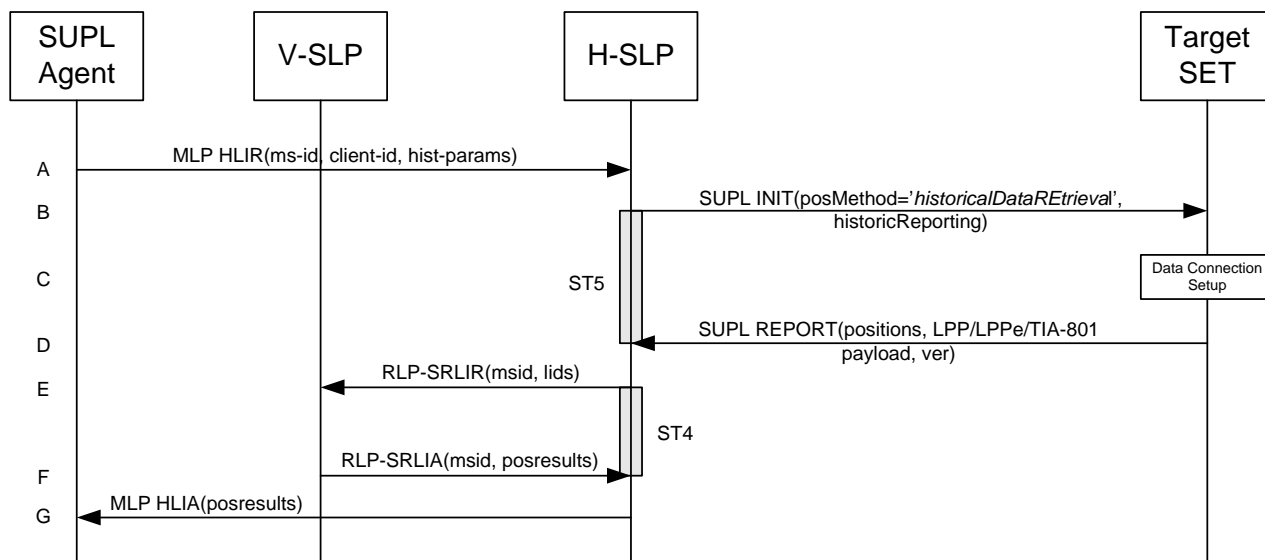 SUPL
Agent
V-SLP
H-SLP
Target
SET
A
MLP HLIR(ms-id, client-id, hist-params)
B
SUPL INIT(posMethod='historicalDataREtrieval',
historicReporting)
C
ST5
Data Connection
Setup
D
SUPL REPORT(positions, LPP/LPPe/TIA-801
payload, ver)
E
RLP-SRLIR(msid, lids)
ST4
F
RLP-SRLIA(msid, posresults)
G
MLP HLIA(posresults)